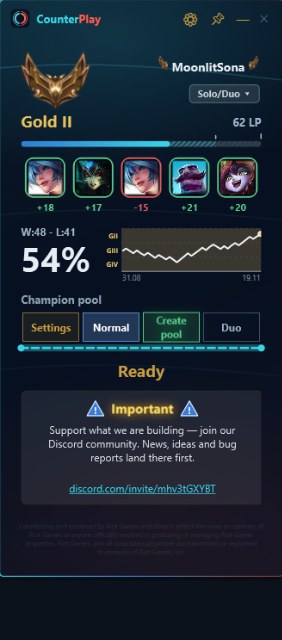 CounterPlay
MoonlitSona
Solo/Duo
Gold II
62 LP
+18 +17 -15 +21 +20
W:48 - L:41
54%
GII
GIII
GIV
31.08 19.11
Champion pool
Settings
Normal
Create
pool
Duo
Ready
Important
Support what we are building — join our
Discord community. News, ideas and bug
reports land there first.
discord.com/invite/mhv3tGXYBT